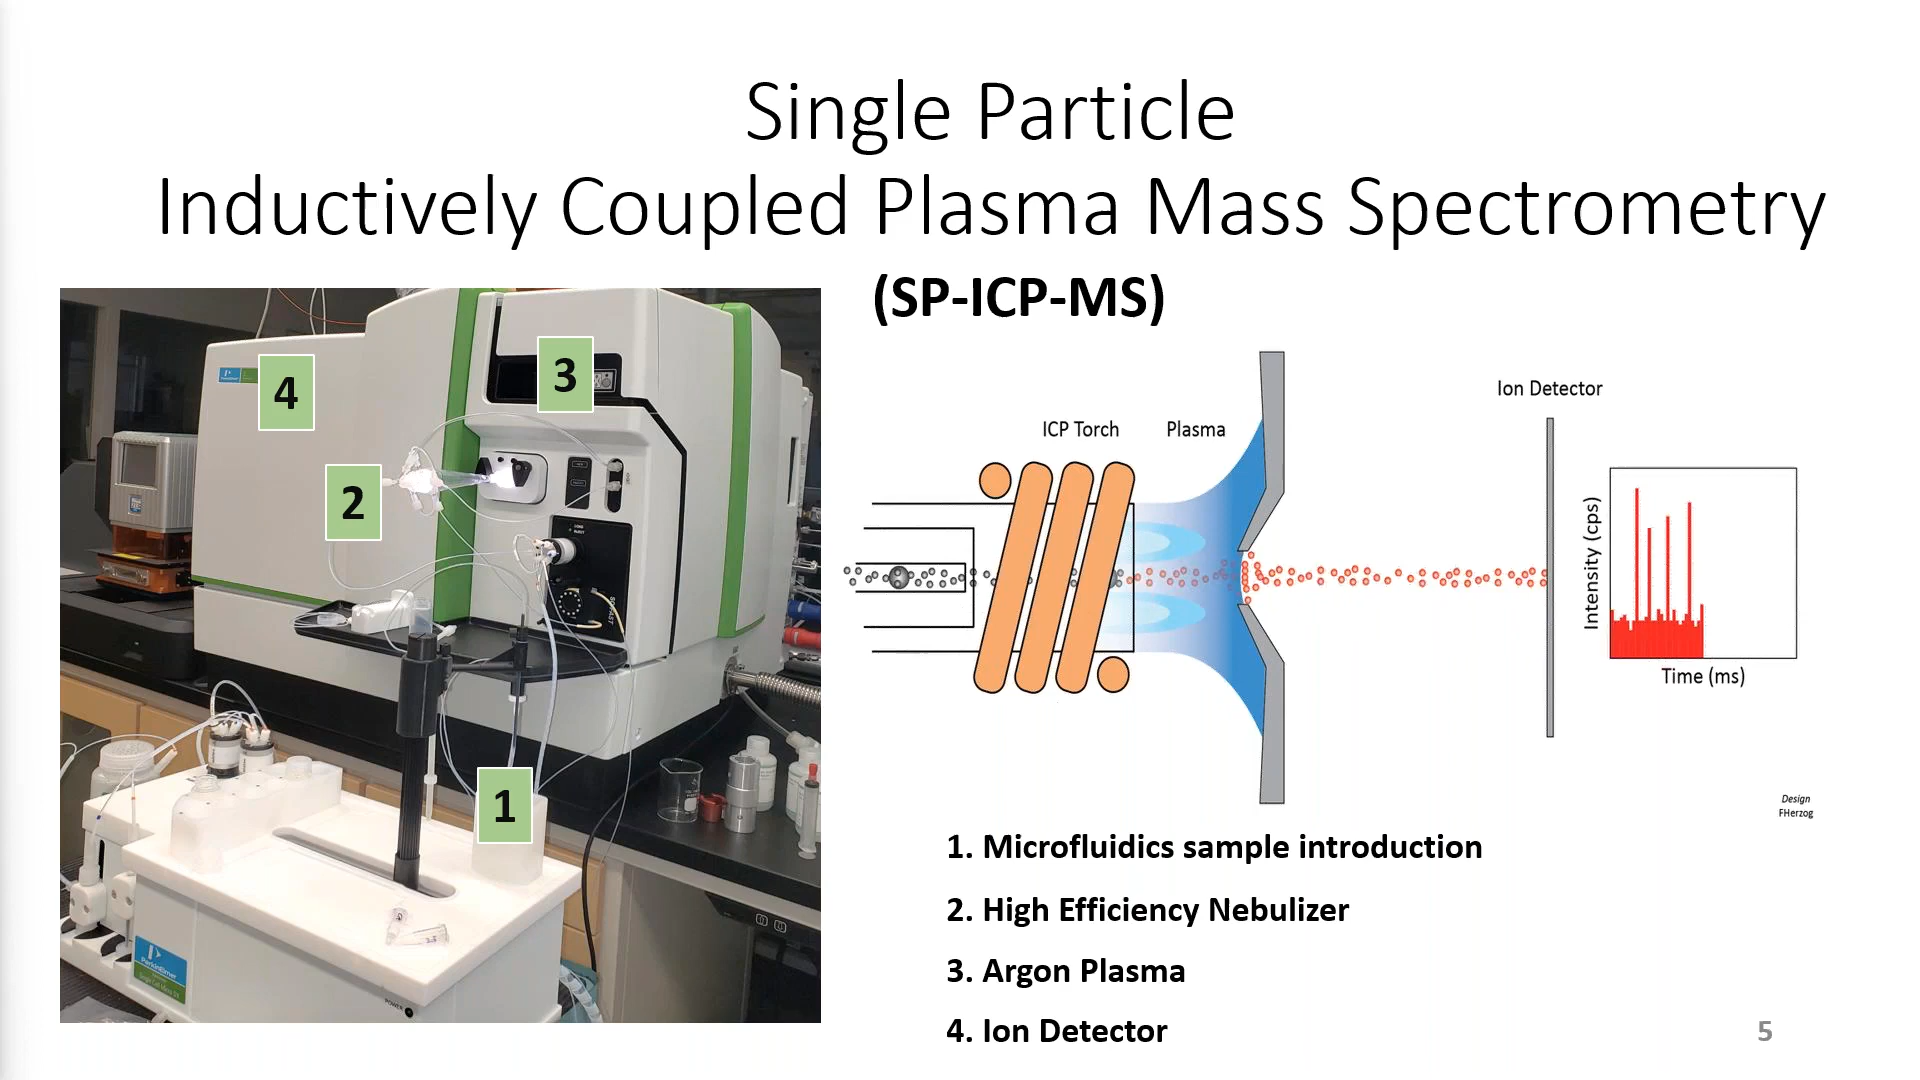 Single Particle
Inductively Coupled Plasma Mass Spectrometry
(SP-ICP-MS)
4
3
2
1
PerkinElmer
POWER
ICP Torch
Plasma
Ion Detector
Intensity (cps)
Time (ms)
Design
FHerzog
1. Microfluidics sample introduction
2. High Efficiency Nebulizer
3. Argon Plasma
4. Ion Detector
5